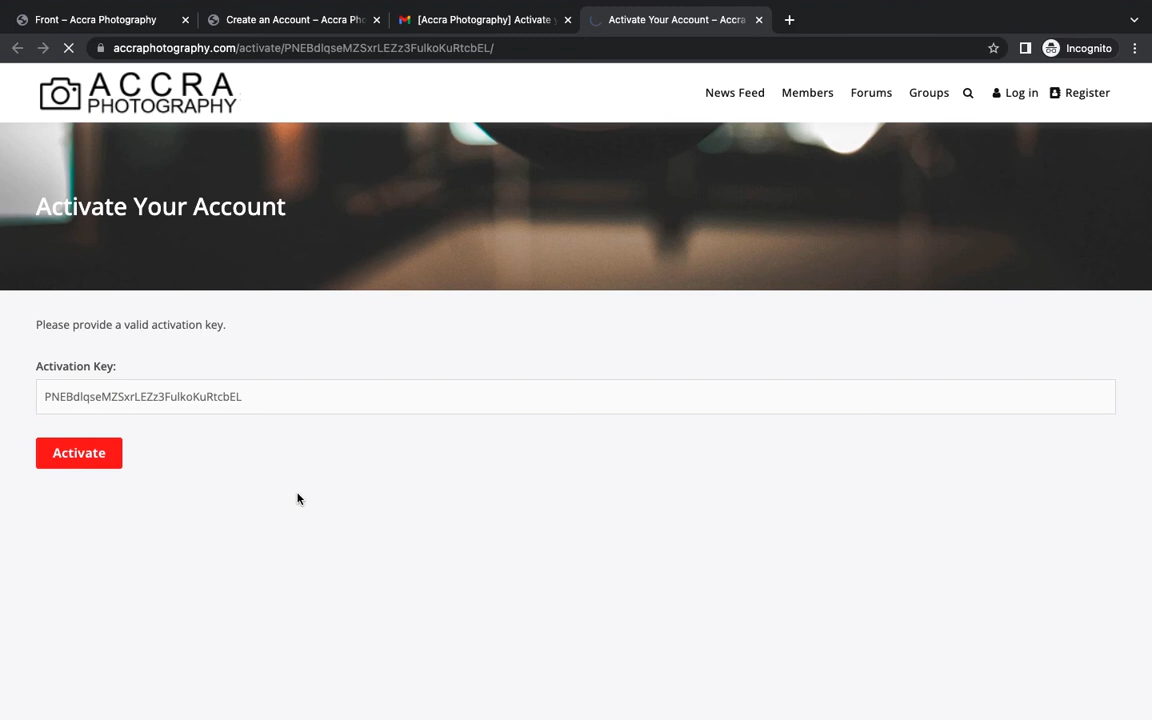 Front – Accra Photography
Create an Account – Accra Pho
[Accra Photography] Activate y
Activate Your Account – Accra
accraphotography.com/activate/PNEBdlqseMZSxrLEZz3FulkoKuRtcbEL/
Incognito
ACCRA
PHOTOGRAPHY
News Feed Members Forums Groups Log in Register
Activate Your Account
Please provide a valid activation key.
Activation Key:
PNEBdlqseMZSxrLEZz3FulkoKuRtcbEL
Activate